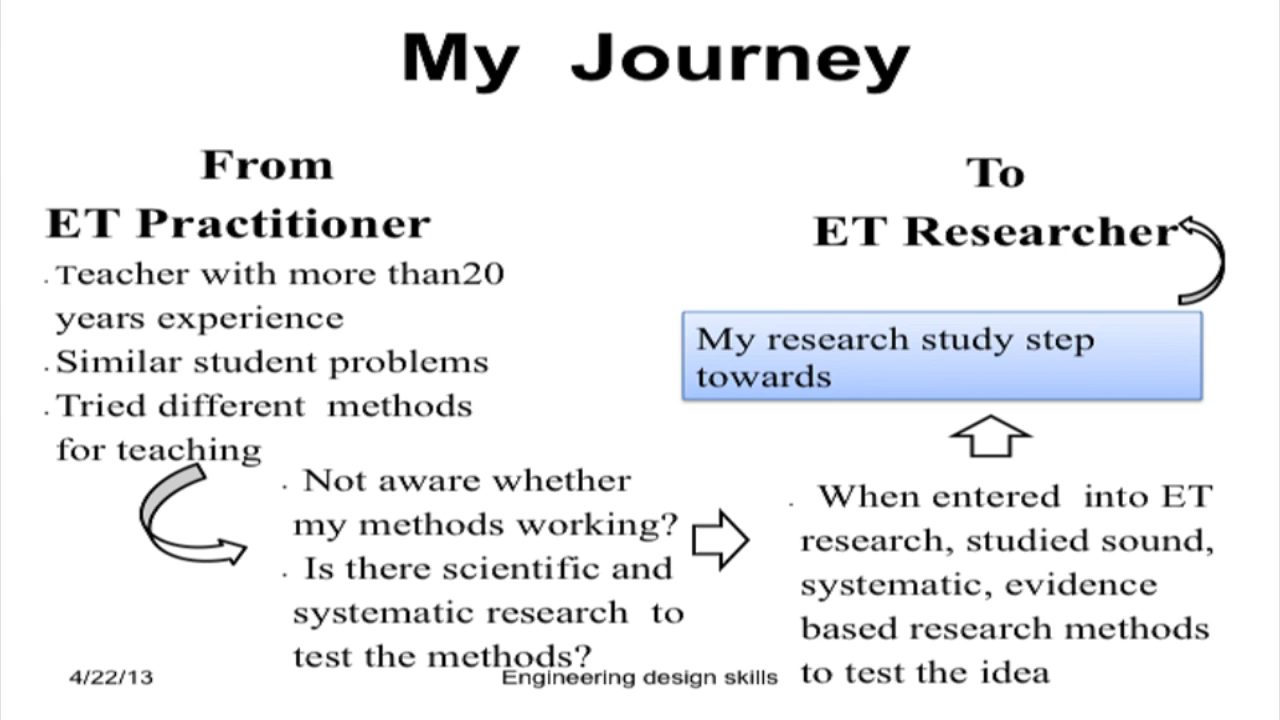 My Journey
From
ET Practitioner
. Teacher with more than20
years experience
. Similar student problems
. Tried different methods
for teaching
. Not aware whether
my methods working?
. Is there scientific and
systematic research to
test the methods?
. When entered into ET
research, studied sound,
systematic, evidence
based research methods
to test the idea
My research study step
towards
To
ET Researcher
4/22/13
Engineering design skills